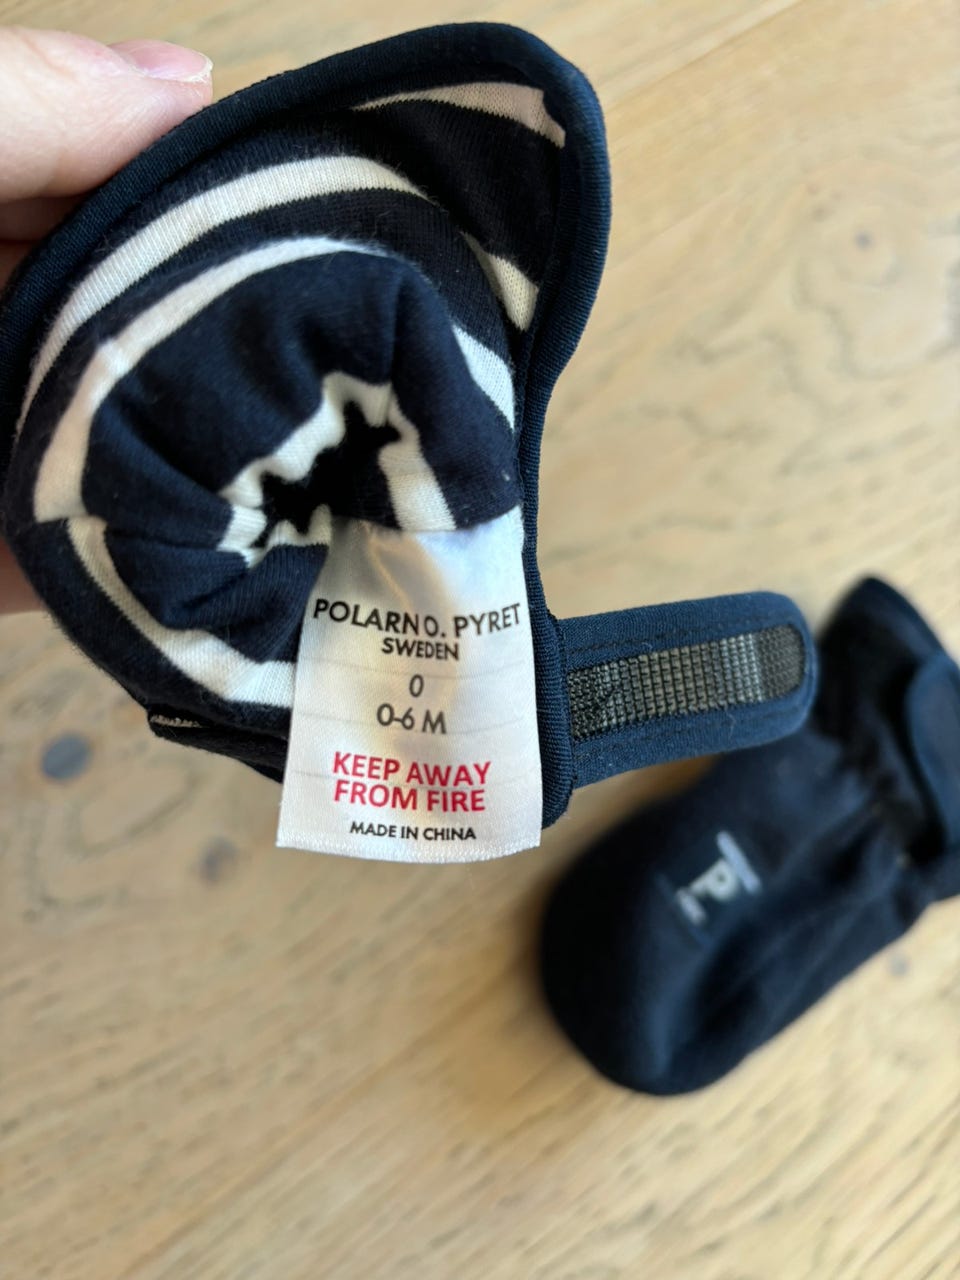 POLARN O. PYRET
SWEDEN
0
0-6 M
KEEP AWAY
FROM FIRE
MADE IN CHINA
P